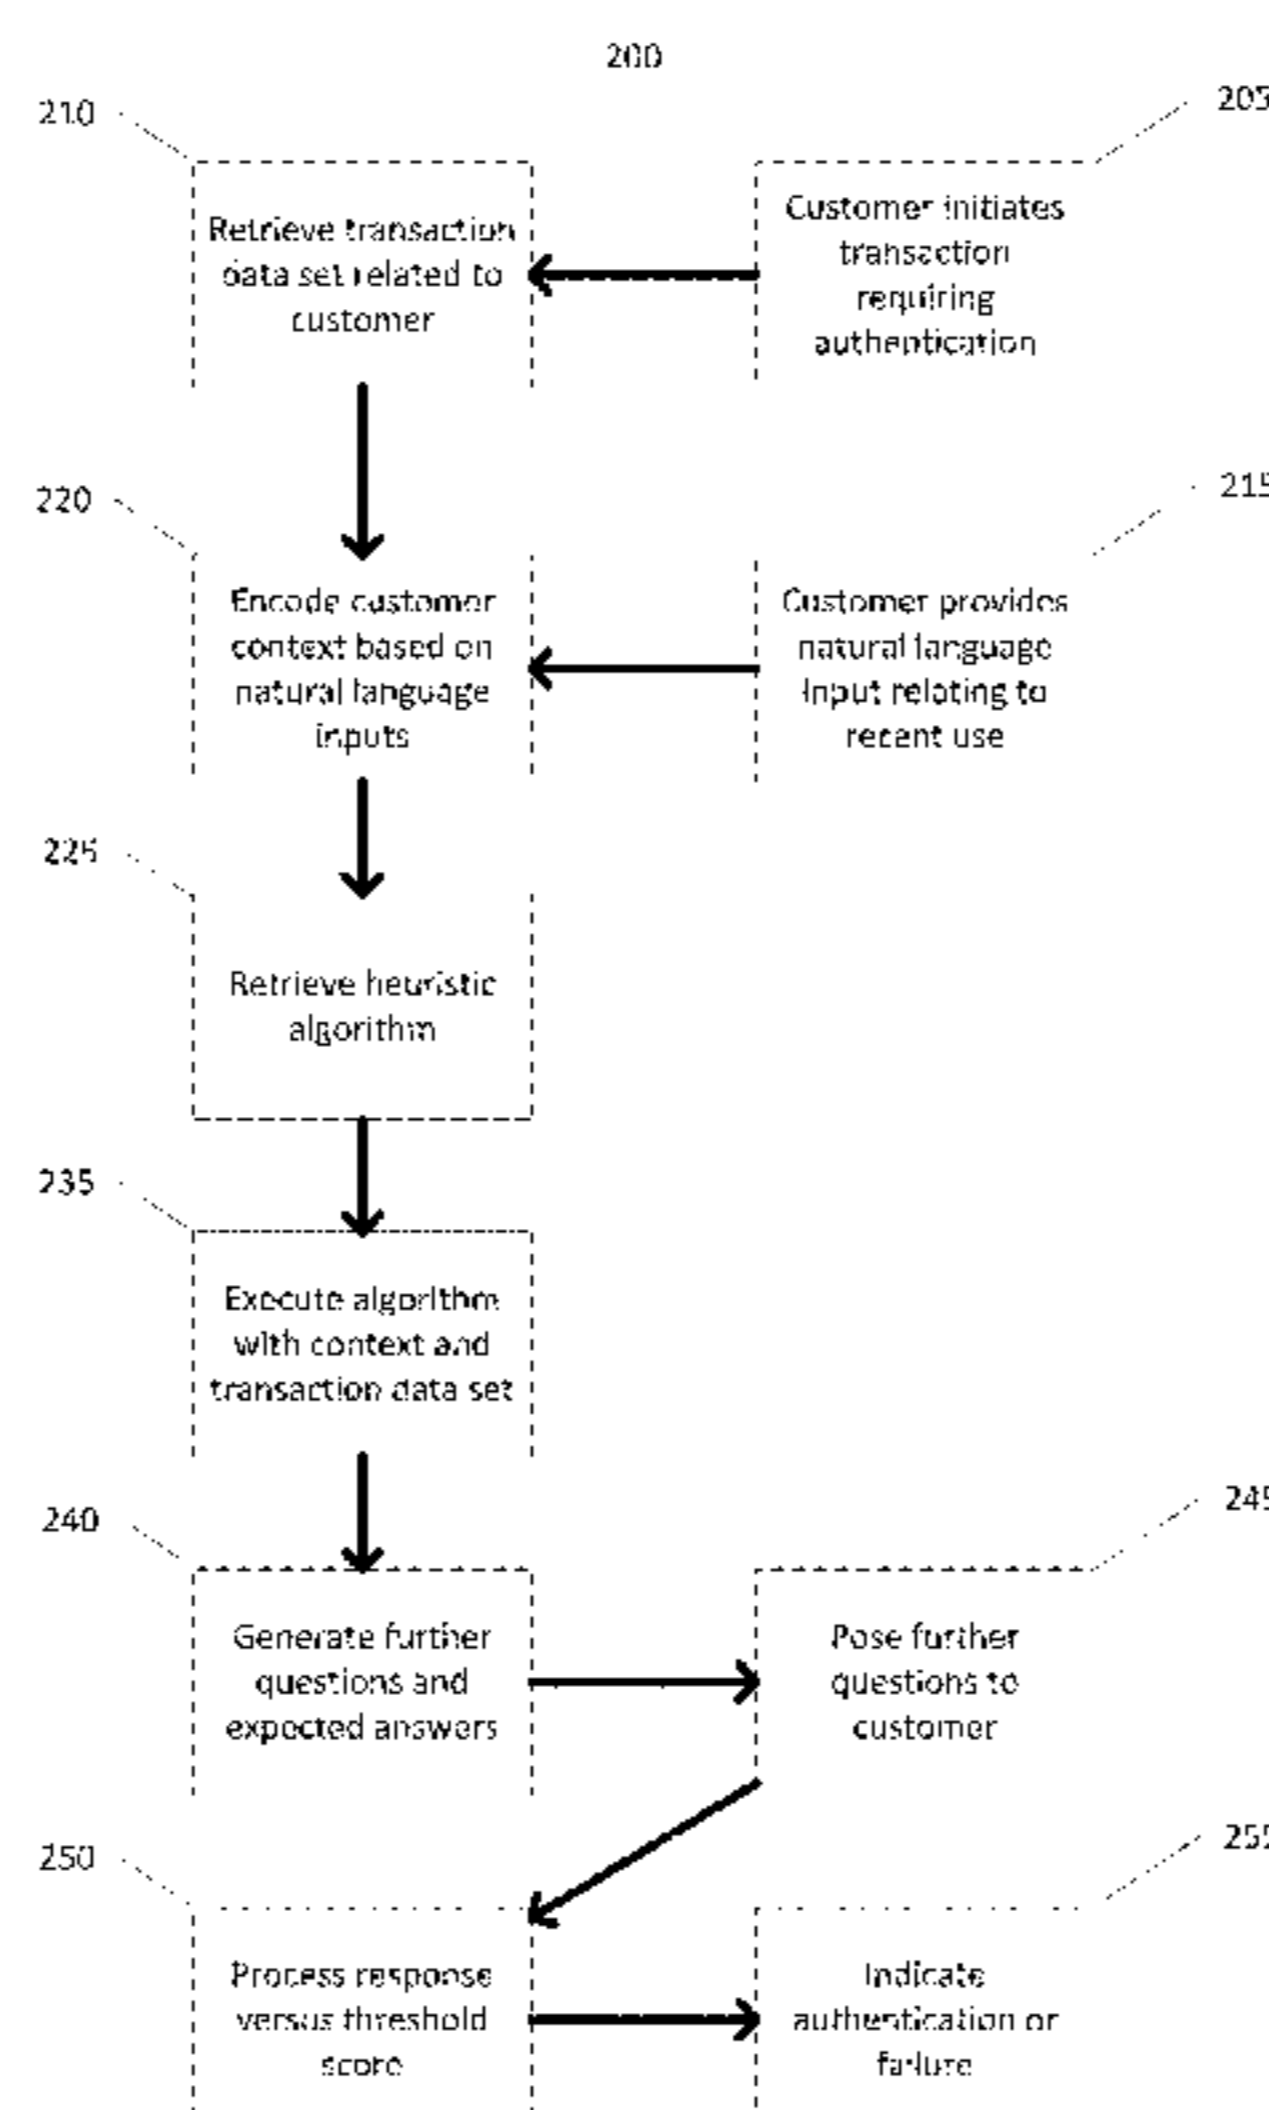 200
210
205
Retrieve transaction
data set related to
customer
Customer initiates
transaction
requiring
authentication
220
215
Encode customer
context based on
natural language
inputs
Customer provides
natural language
input relating to
recent use
225
Retrieve heuristic
algorithm
235
Execute algorithm
with context and
transaction data set
240
245
Generate further
questions and
expected answers
Pose further
questions to
customer
250
255
Process response
versus threshold
score
Indicate
authentication or
failure